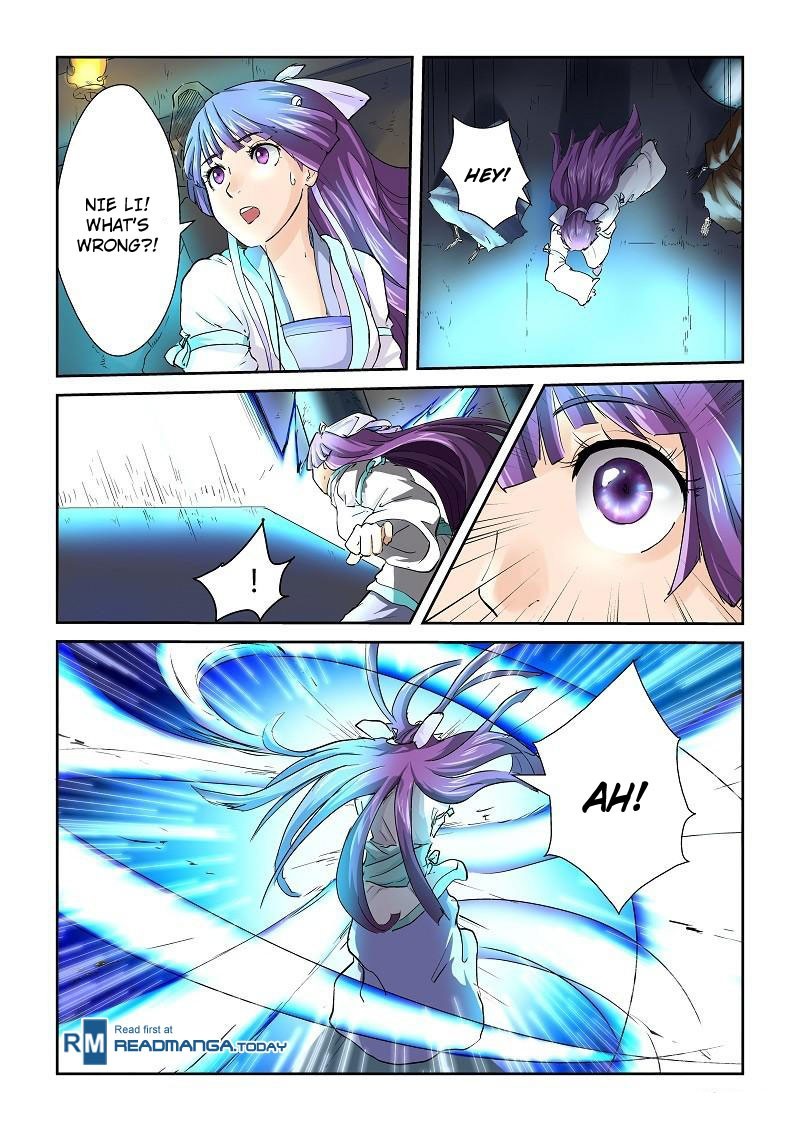 NIE LI!
WHAT'S
WRONG?!
HEY!
!
AH!
RM
Read first at
READMANGA.TODAY